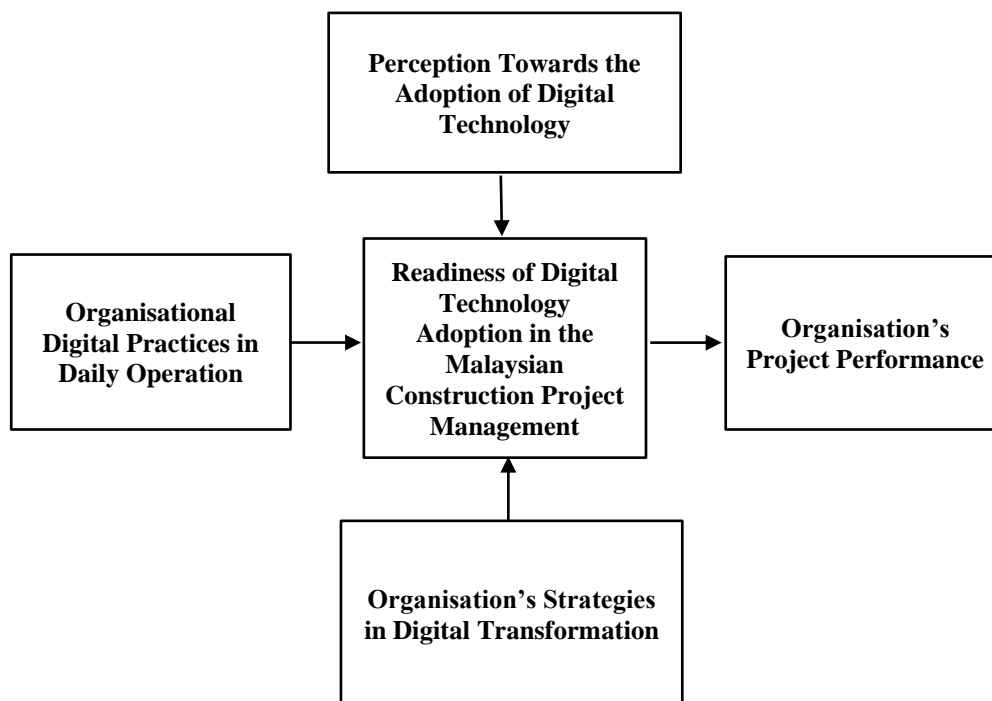 Perception Towards the
Adoption of Digital
Technology
Organisational
Digital Practices in
Daily Operation
Readiness of Digital
Technology
Adoption in the
Malaysian
Construction Project
Management
Organisation’s
Project Performance
Organisation’s Strategies
in Digital Transformation